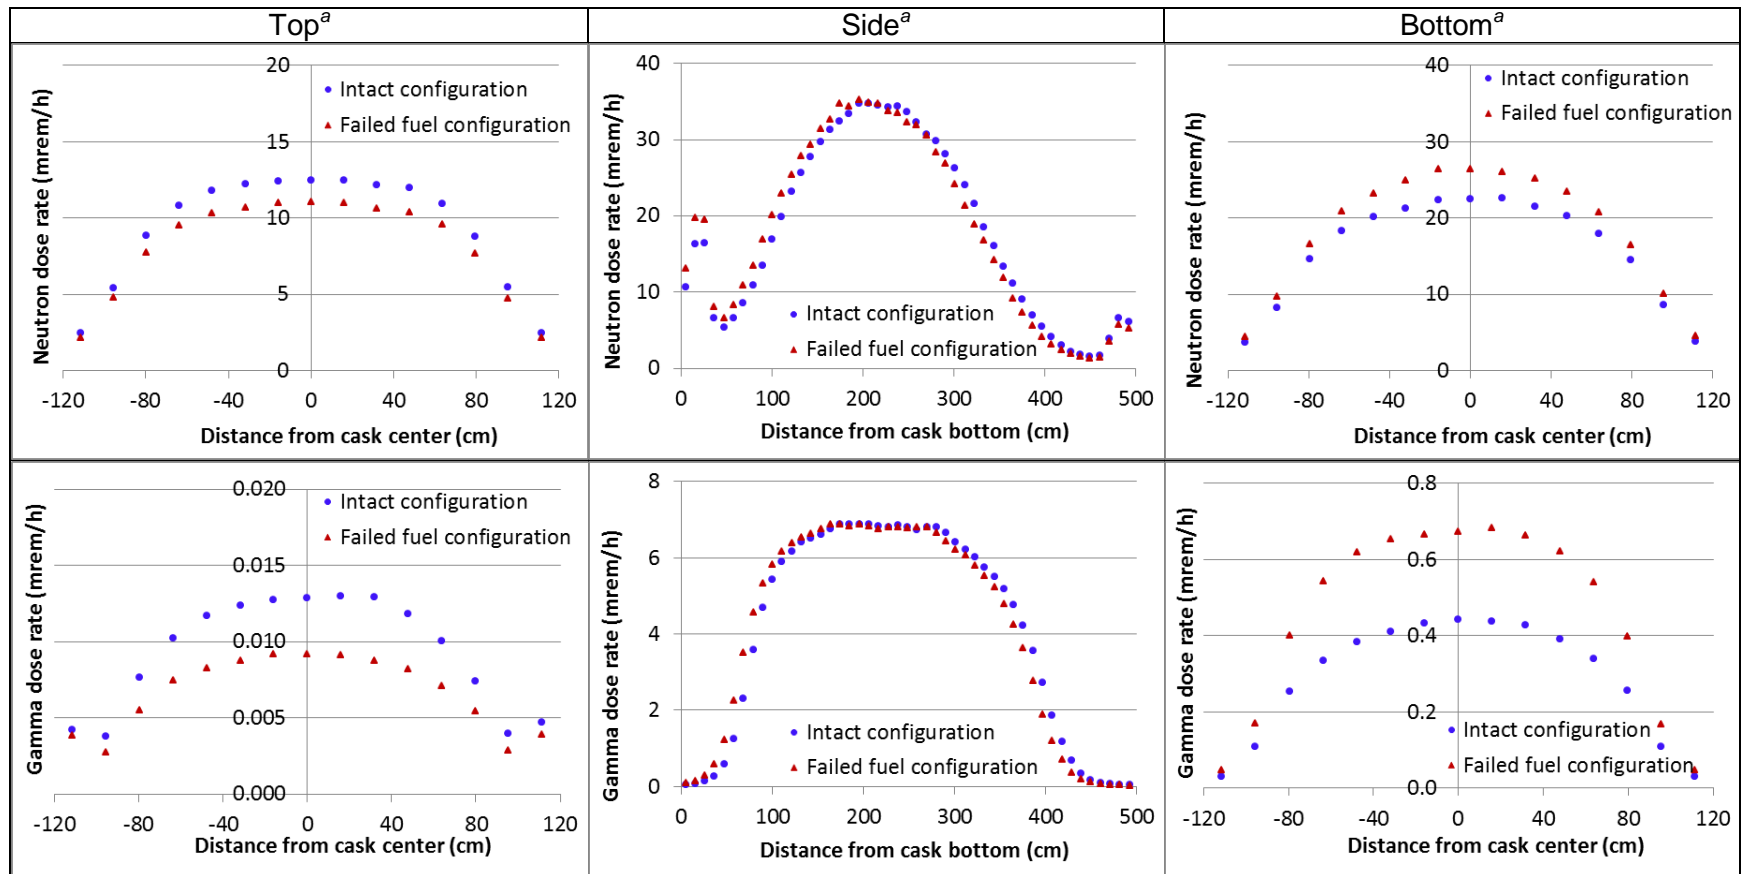 Topᵃ
Sideᵃ
Bottomᵃ
Neutron dose rate (mrem/h)
20
15
10
5
0
Intact configuration
Failed fuel configuration
-120 -80 -40 0 40 80 120
Distance from cask center (cm)
Neutron dose rate (mrem/h)
40
30
20
10
0
Intact configuration
Failed fuel configuration
0 100 200 300 400 500
Distance from cask bottom (cm)
Neutron dose rate (mrem/h)
40
30
20
10
0
Intact configuration
Failed fuel configuration
-120 -80 -40 0 40 80 120
Distance from cask center (cm)
Gamma dose rate (mrem/h)
0.020
0.015
0.010
0.005
0.000
Intact configuration
Failed fuel configuration
-120 -80 -40 0 40 80 120
Distance from cask center (cm)
Gamma dose rate (mrem/h)
8
6
4
2
0
Intact configuration
Failed fuel configuration
0 100 200 300 400 500
Distance from cask bottom (cm)
Gamma dose rate (mrem/h)
0.8
0.6
0.4
0.2
0.0
Intact configuration
Failed fuel configuration
-120 -80 -40 0 40 80 120
Distance from cask center (cm)